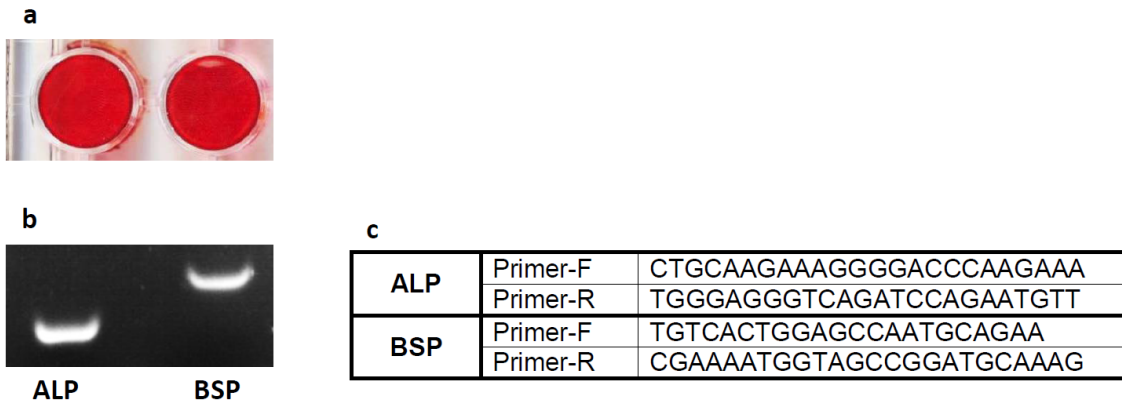 a
b
ALP BSP
c
ALP
Primer-F CTGCAAGAAAGGGGACCCAAGAAA
Primer-R TGGGAGGGTCAGATCCAGAATGTT
BSP
Primer-F TGTCACTGGAGCCAATGCAGAA
Primer-R CGAAAATGGTAGCCGGATGCAAAG